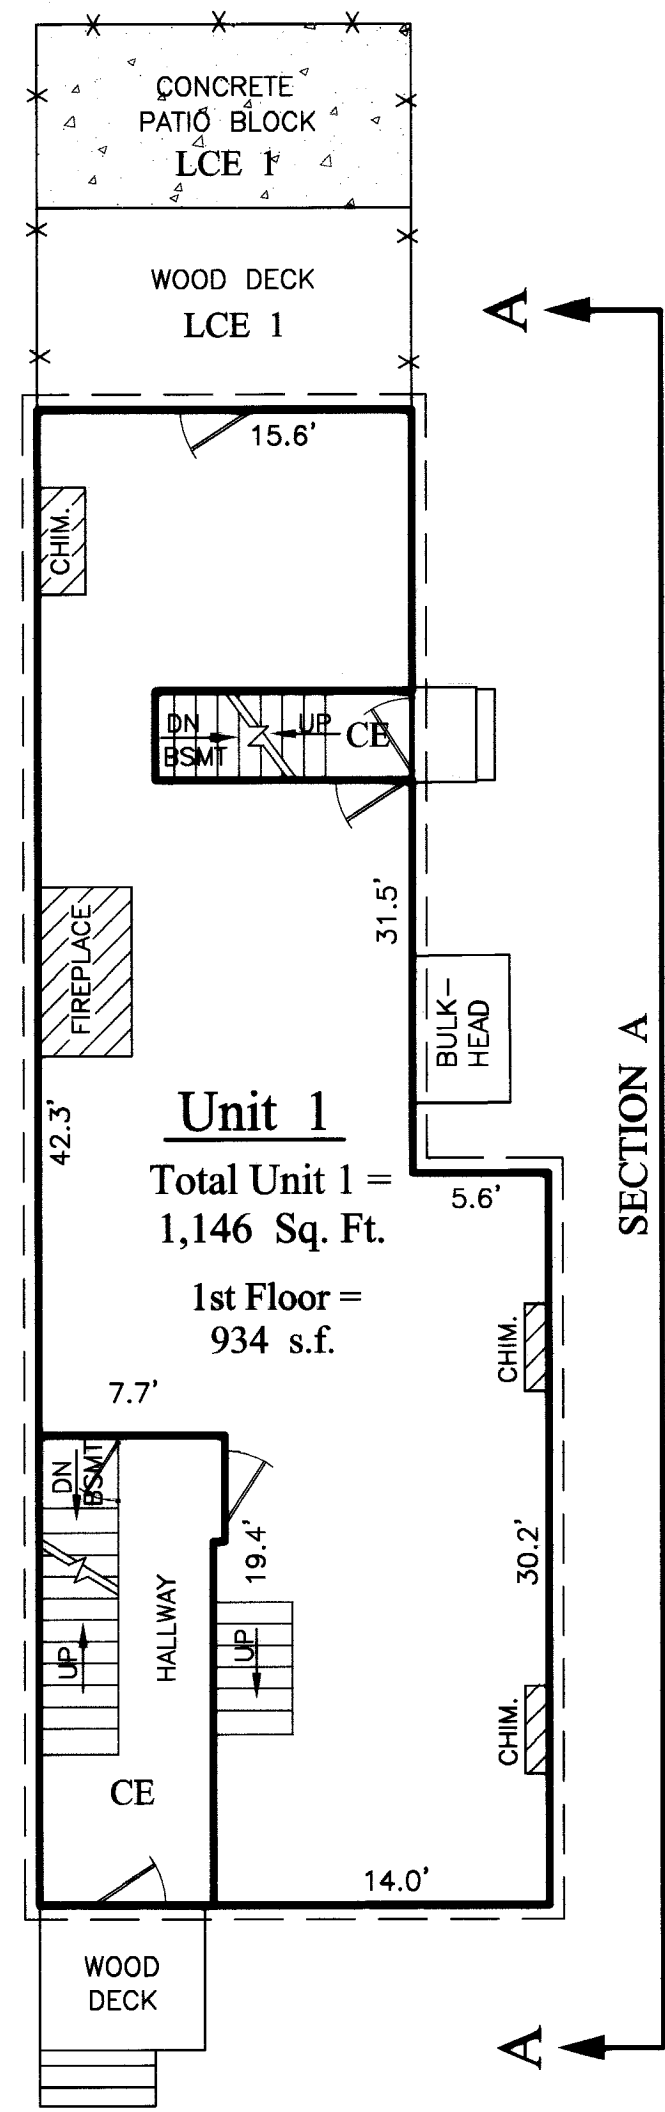 CONCRETE
PATIO BLOCK
LCE 1
WOOD DECK
LCE 1
A
15.6'
CHIM.
DN
BSMT
UP
CE
31.5'
FIREPLACE
BULK-
HEAD
42.3'
Unit 1
Total Unit 1 =
1,146 Sq. Ft.
1st Floor =
934 s.f.
5.6'
SECTION A
CHIM.
7.7'
DN
BSMT
19.4'
30.2'
HALLWAY
UP
UP
CHIM.
CE
14.0'
WOOD
DECK
A